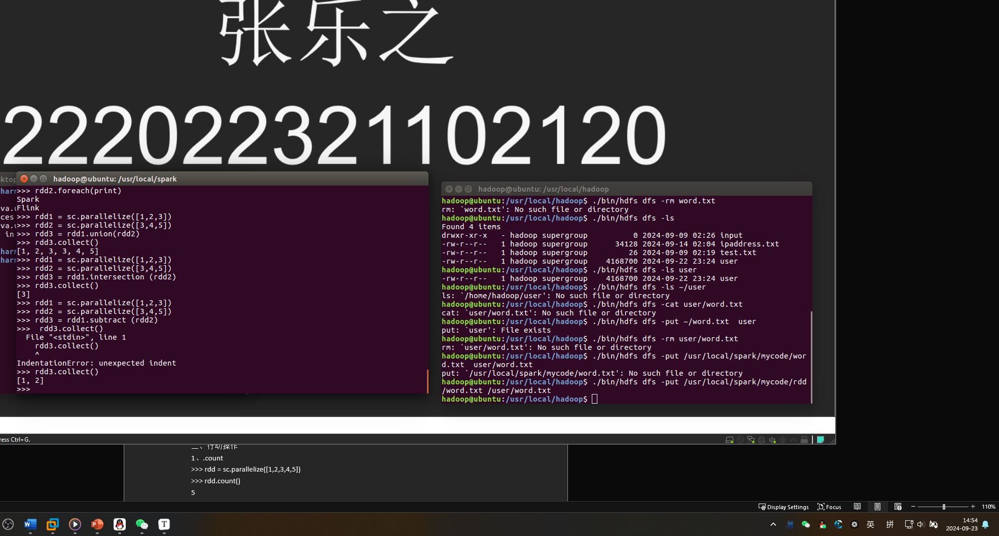 张乐之
222022321102120
sktop
hadoop@ubuntu: /usr/local/spark
>>> rdd2.foreach(print)
Spark
Flink
>>> rdd1 = sc.parallelize([1,2,3])
>>> rdd2 = sc.parallelize([3,4,5])
>>> rdd3 = rdd1.union(rdd2)
>>> rdd3.collect()
[1, 2, 3, 3, 4, 5]
>>> rdd1 = sc.parallelize([1,2,3])
>>> rdd2 = sc.parallelize([3,4,5])
>>> rdd3 = rdd1.intersection (rdd2)
>>> rdd3.collect()
[3]
>>> rdd1 = sc.parallelize([1,2,3])
>>> rdd2 = sc.parallelize([3,4,5])
>>> rdd3 = rdd1.subtract (rdd2)
>>>  rdd3.collect()
  File "<stdin>", line 1
    rdd3.collect()
    ^
IndentationError: unexpected indent
>>> rdd3.collect()
[1, 2]
>>>
har
va.u
ces
va.u
in
har
har
hadoop@ubuntu: /usr/local/hadoop
hadoop@ubuntu:/usr/local/hadoop$ ./bin/hdfs dfs -rm word.txt
rm: `word.txt': No such file or directory
hadoop@ubuntu:/usr/local/hadoop$ ./bin/hdfs dfs -ls
Found 4 items
drwxr-xr-x   - hadoop supergroup          0 2024-09-09 02:26 input
-rw-r--r--   1 hadoop supergroup      34128 2024-09-14 02:04 ipaddress.txt
-rw-r--r--   1 hadoop supergroup         26 2024-09-09 02:19 test.txt
-rw-r--r--   1 hadoop supergroup    4168700 2024-09-22 23:24 user
hadoop@ubuntu:/usr/local/hadoop$ ./bin/hdfs dfs -ls user
-rw-r--r--   1 hadoop supergroup    4168700 2024-09-22 23:24 user
hadoop@ubuntu:/usr/local/hadoop$ ./bin/hdfs dfs -ls ~/user
ls: `/home/hadoop/user': No such file or directory
hadoop@ubuntu:/usr/local/hadoop$ ./bin/hdfs dfs -cat user/word.txt
cat: `user/word.txt': No such file or directory
hadoop@ubuntu:/usr/local/hadoop$ ./bin/hdfs dfs -put ~/word.txt  user
put: `user': File exists
hadoop@ubuntu:/usr/local/hadoop$ ./bin/hdfs dfs -rm user/word.txt
rm: `user/word.txt': No such file or directory
hadoop@ubuntu:/usr/local/hadoop$ ./bin/hdfs dfs -put /usr/local/spark/mycode/wor
d.txt  user/word.txt
put: `/usr/local/spark/mycode/word.txt': No such file or directory
hadoop@ubuntu:/usr/local/hadoop$ ./bin/hdfs dfs -put /usr/local/spark/mycode/rdd
/word.txt /user/word.txt
hadoop@ubuntu:/usr/local/hadoop$
ress Ctrl+G.
二、行动操作
1、.count
>>> rdd = sc.parallelize([1,2,3,4,5])
>>> rdd.count()
5
Display Settings Focus 110%
英 拼 14:54
2024-09-23